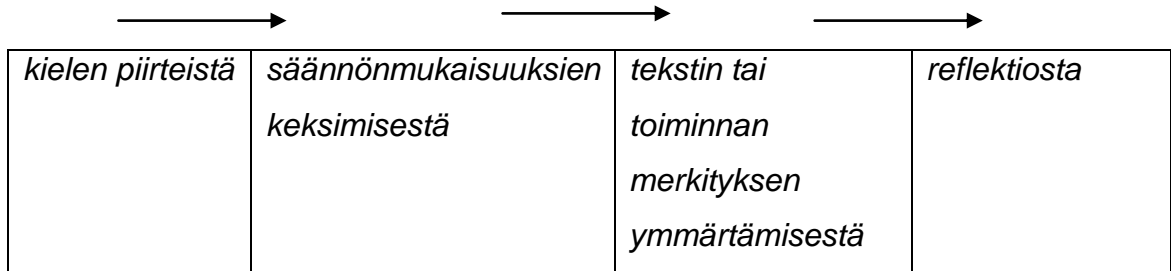 kielen piirteistä
säännönmukaisuuksien
keksimisestä
tekstin tai
toiminnan
merkityksen
ymmärtämisestä
reflektiosta